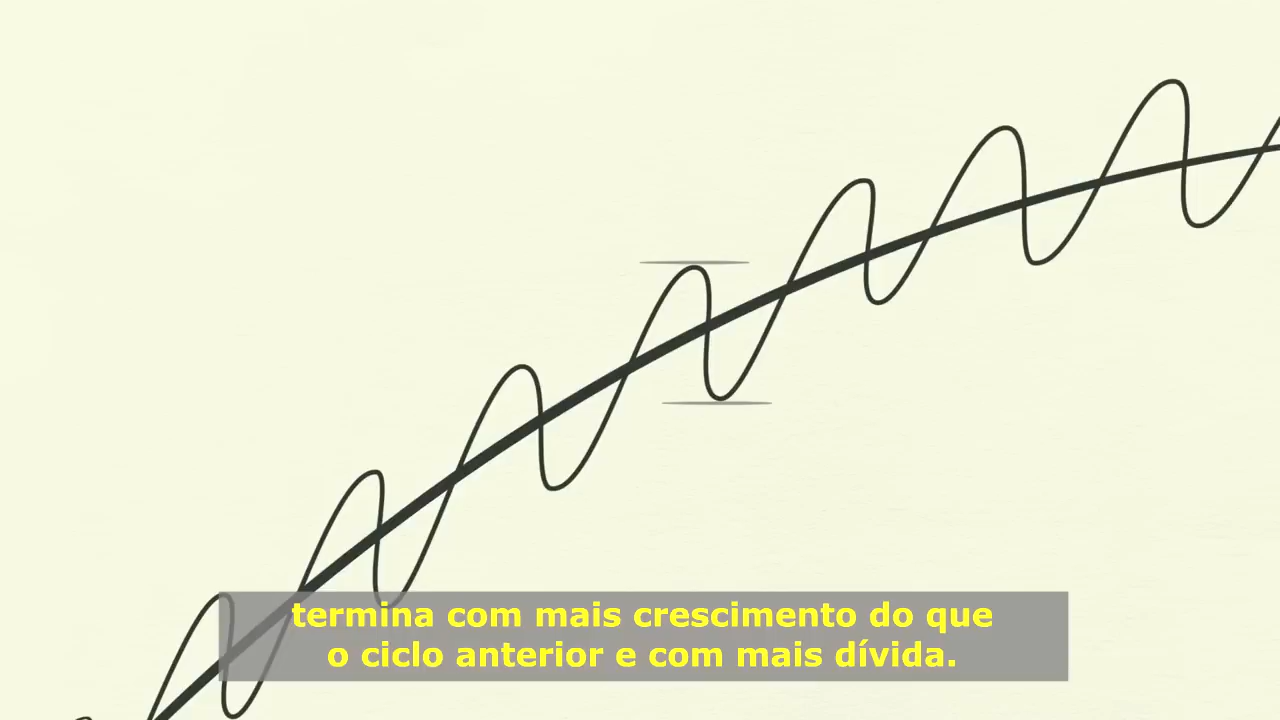 termina com mais crescimento do que
o ciclo anterior e com mais dívida.